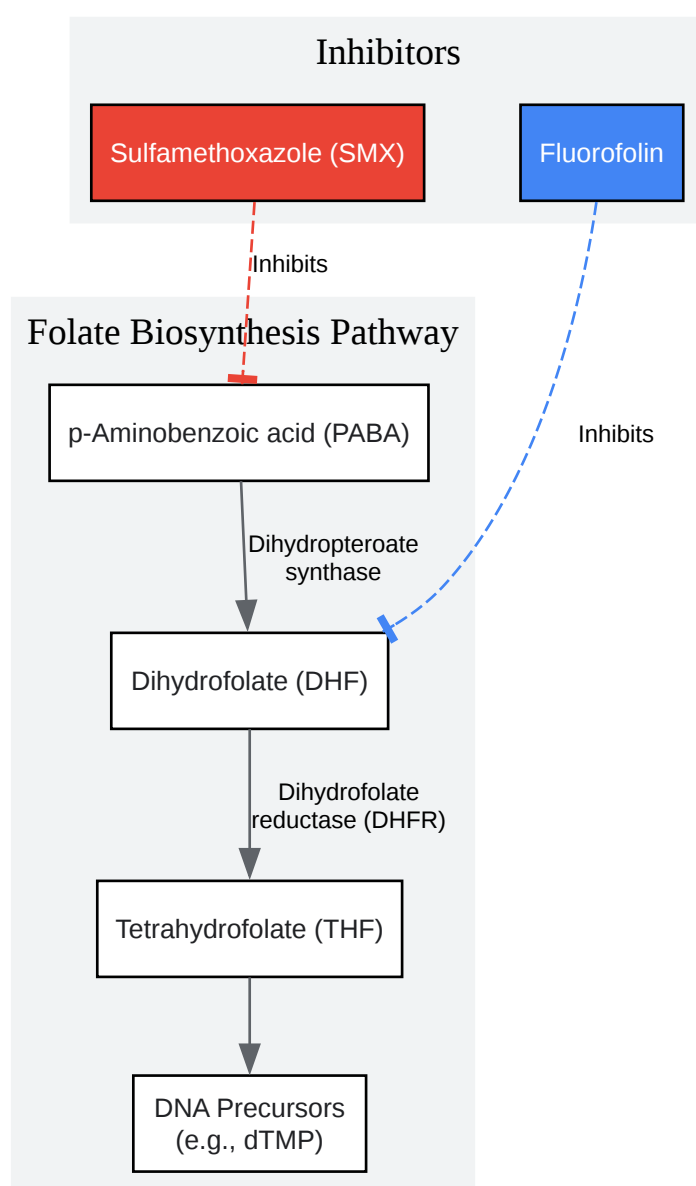 Inhibitors
Sulfamethoxazole (SMX)
Fluorofolin
Inhibits
Folate Biosynthesis Pathway
p-Aminobenzoic acid (PABA)
Inhibits
Dihydropteroate
synthase
Dihydrofolate (DHF)
Dihydrofolate
reductase (DHFR)
Tetrahydrofolate (THF)
DNA Precursors
(e.g., dTMP)